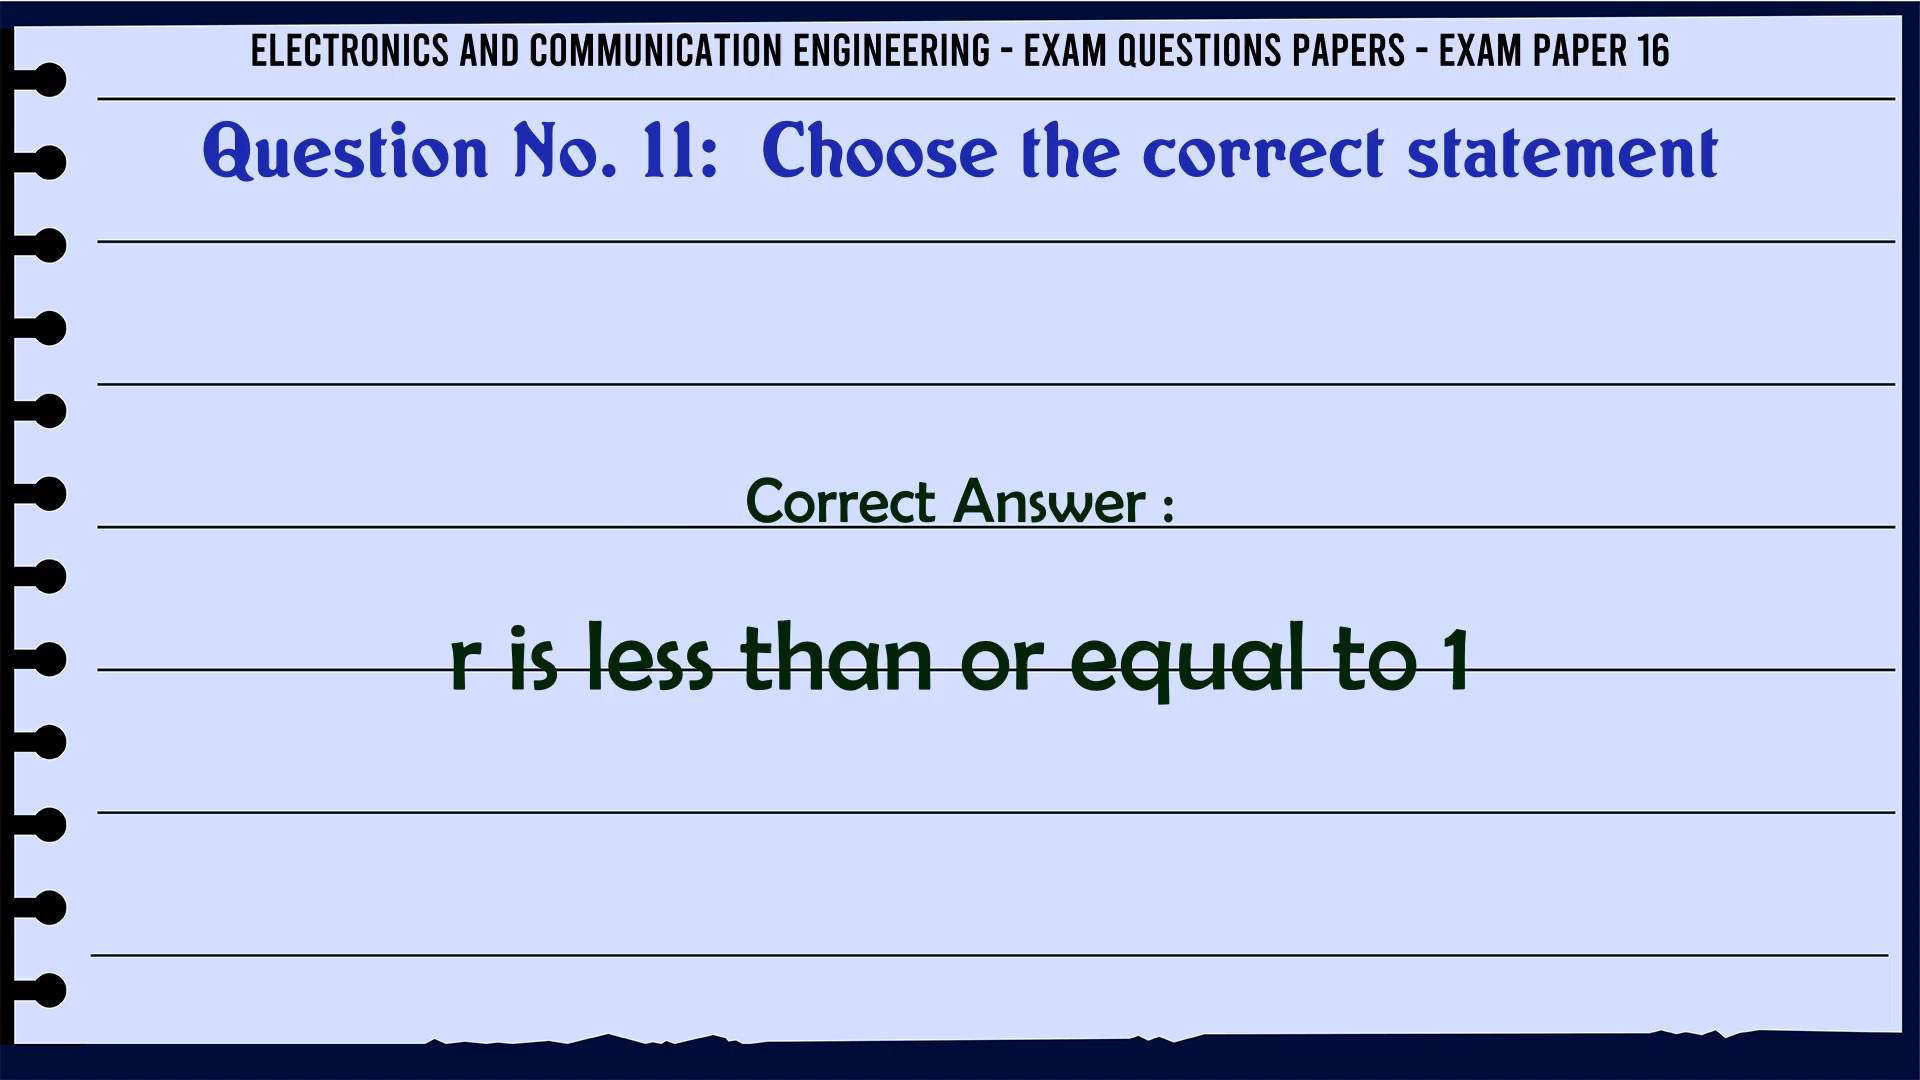 ELECTRONICS AND COMMUNICATION ENGINEERING - EXAM QUESTIONS PAPERS - EXAM PAPER 16
Question No. 11: Choose the correct statement
Correct Answer :
r is less than or equal to 1